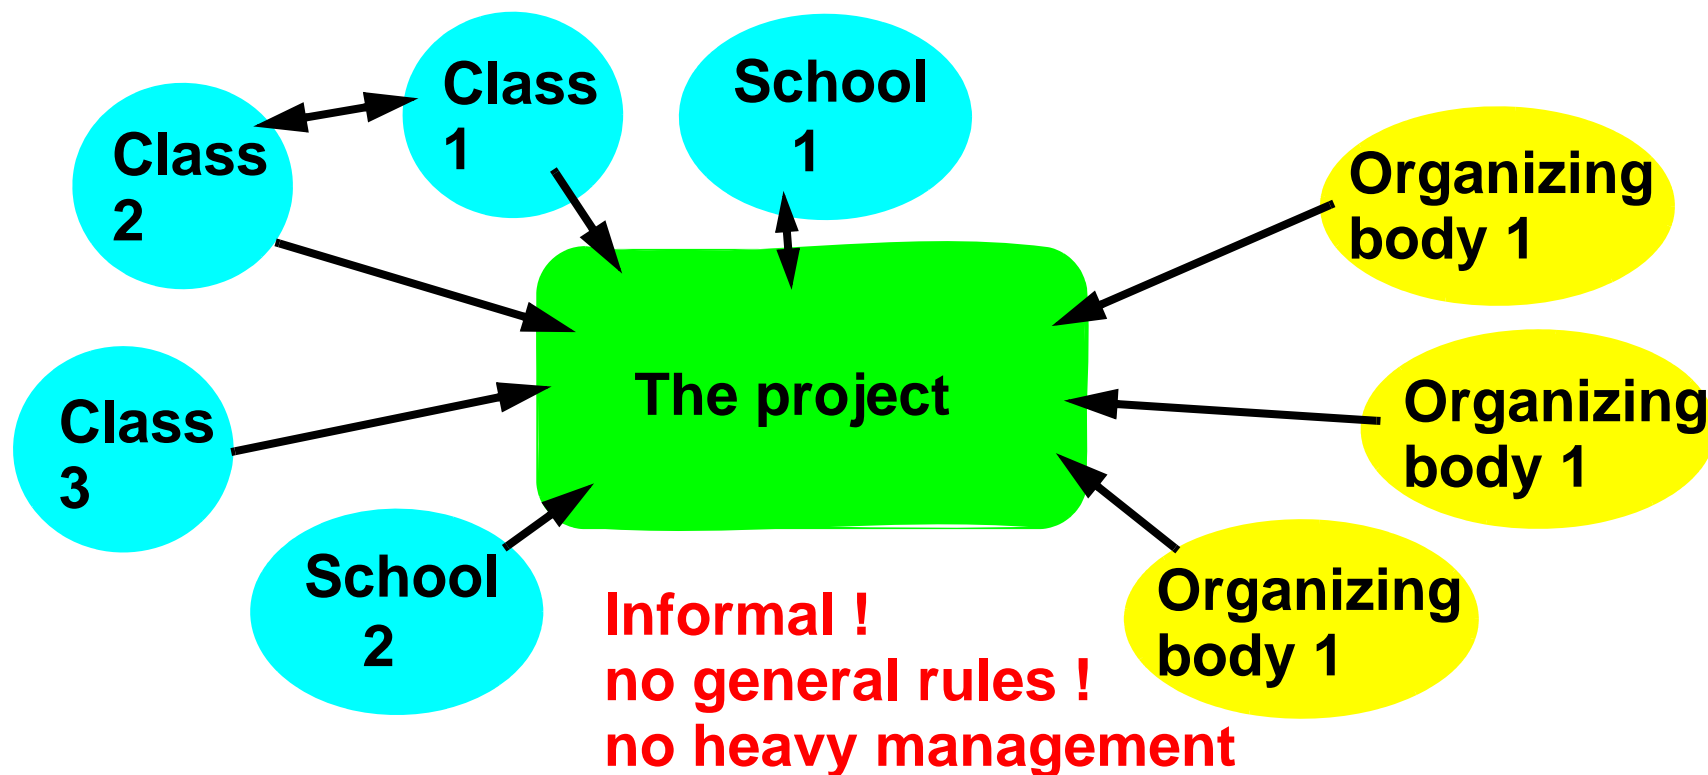 Class
1
School
1
Class
2
Organizing
body 1
The project
Class
3
Organizing
body 1
School
2
Organizing
body 1
Informal !
no general rules !
no heavy management